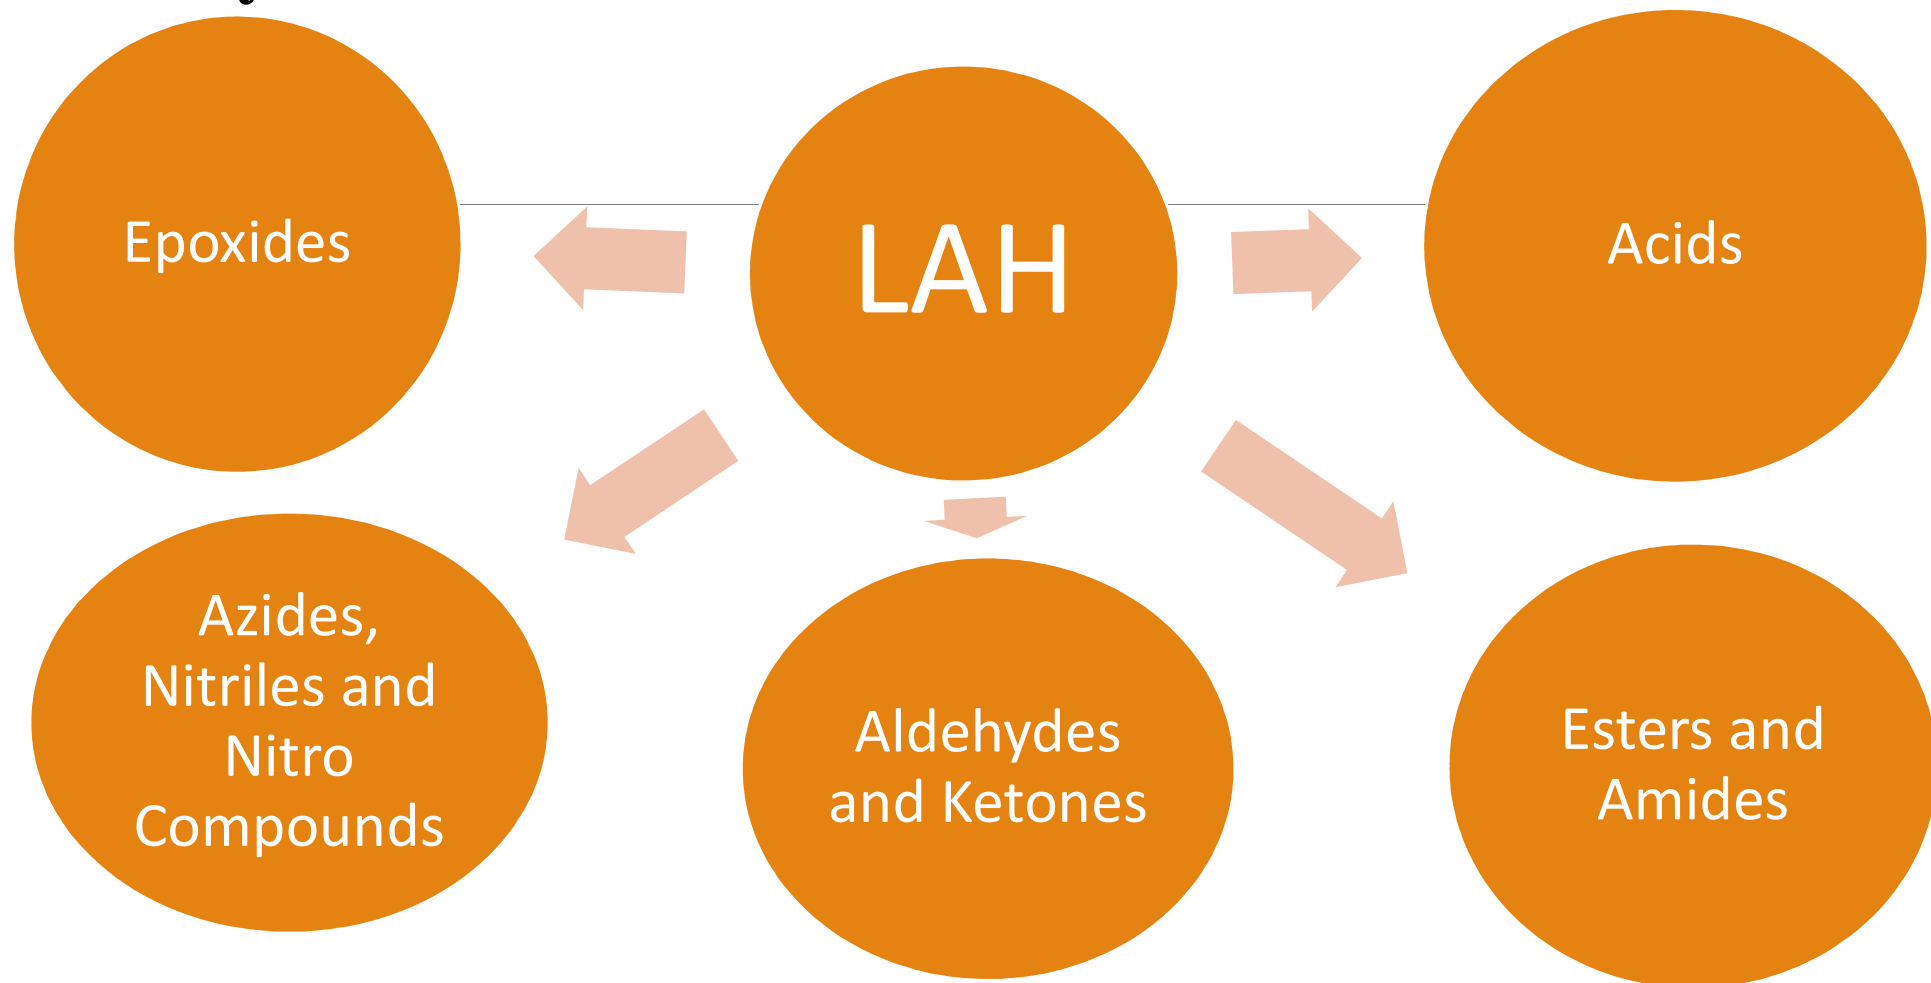 Epoxides
LAH
Acids
Azides,
Nitriles and
Nitro
Compounds
Aldehydes
and Ketones
Esters and
Amides